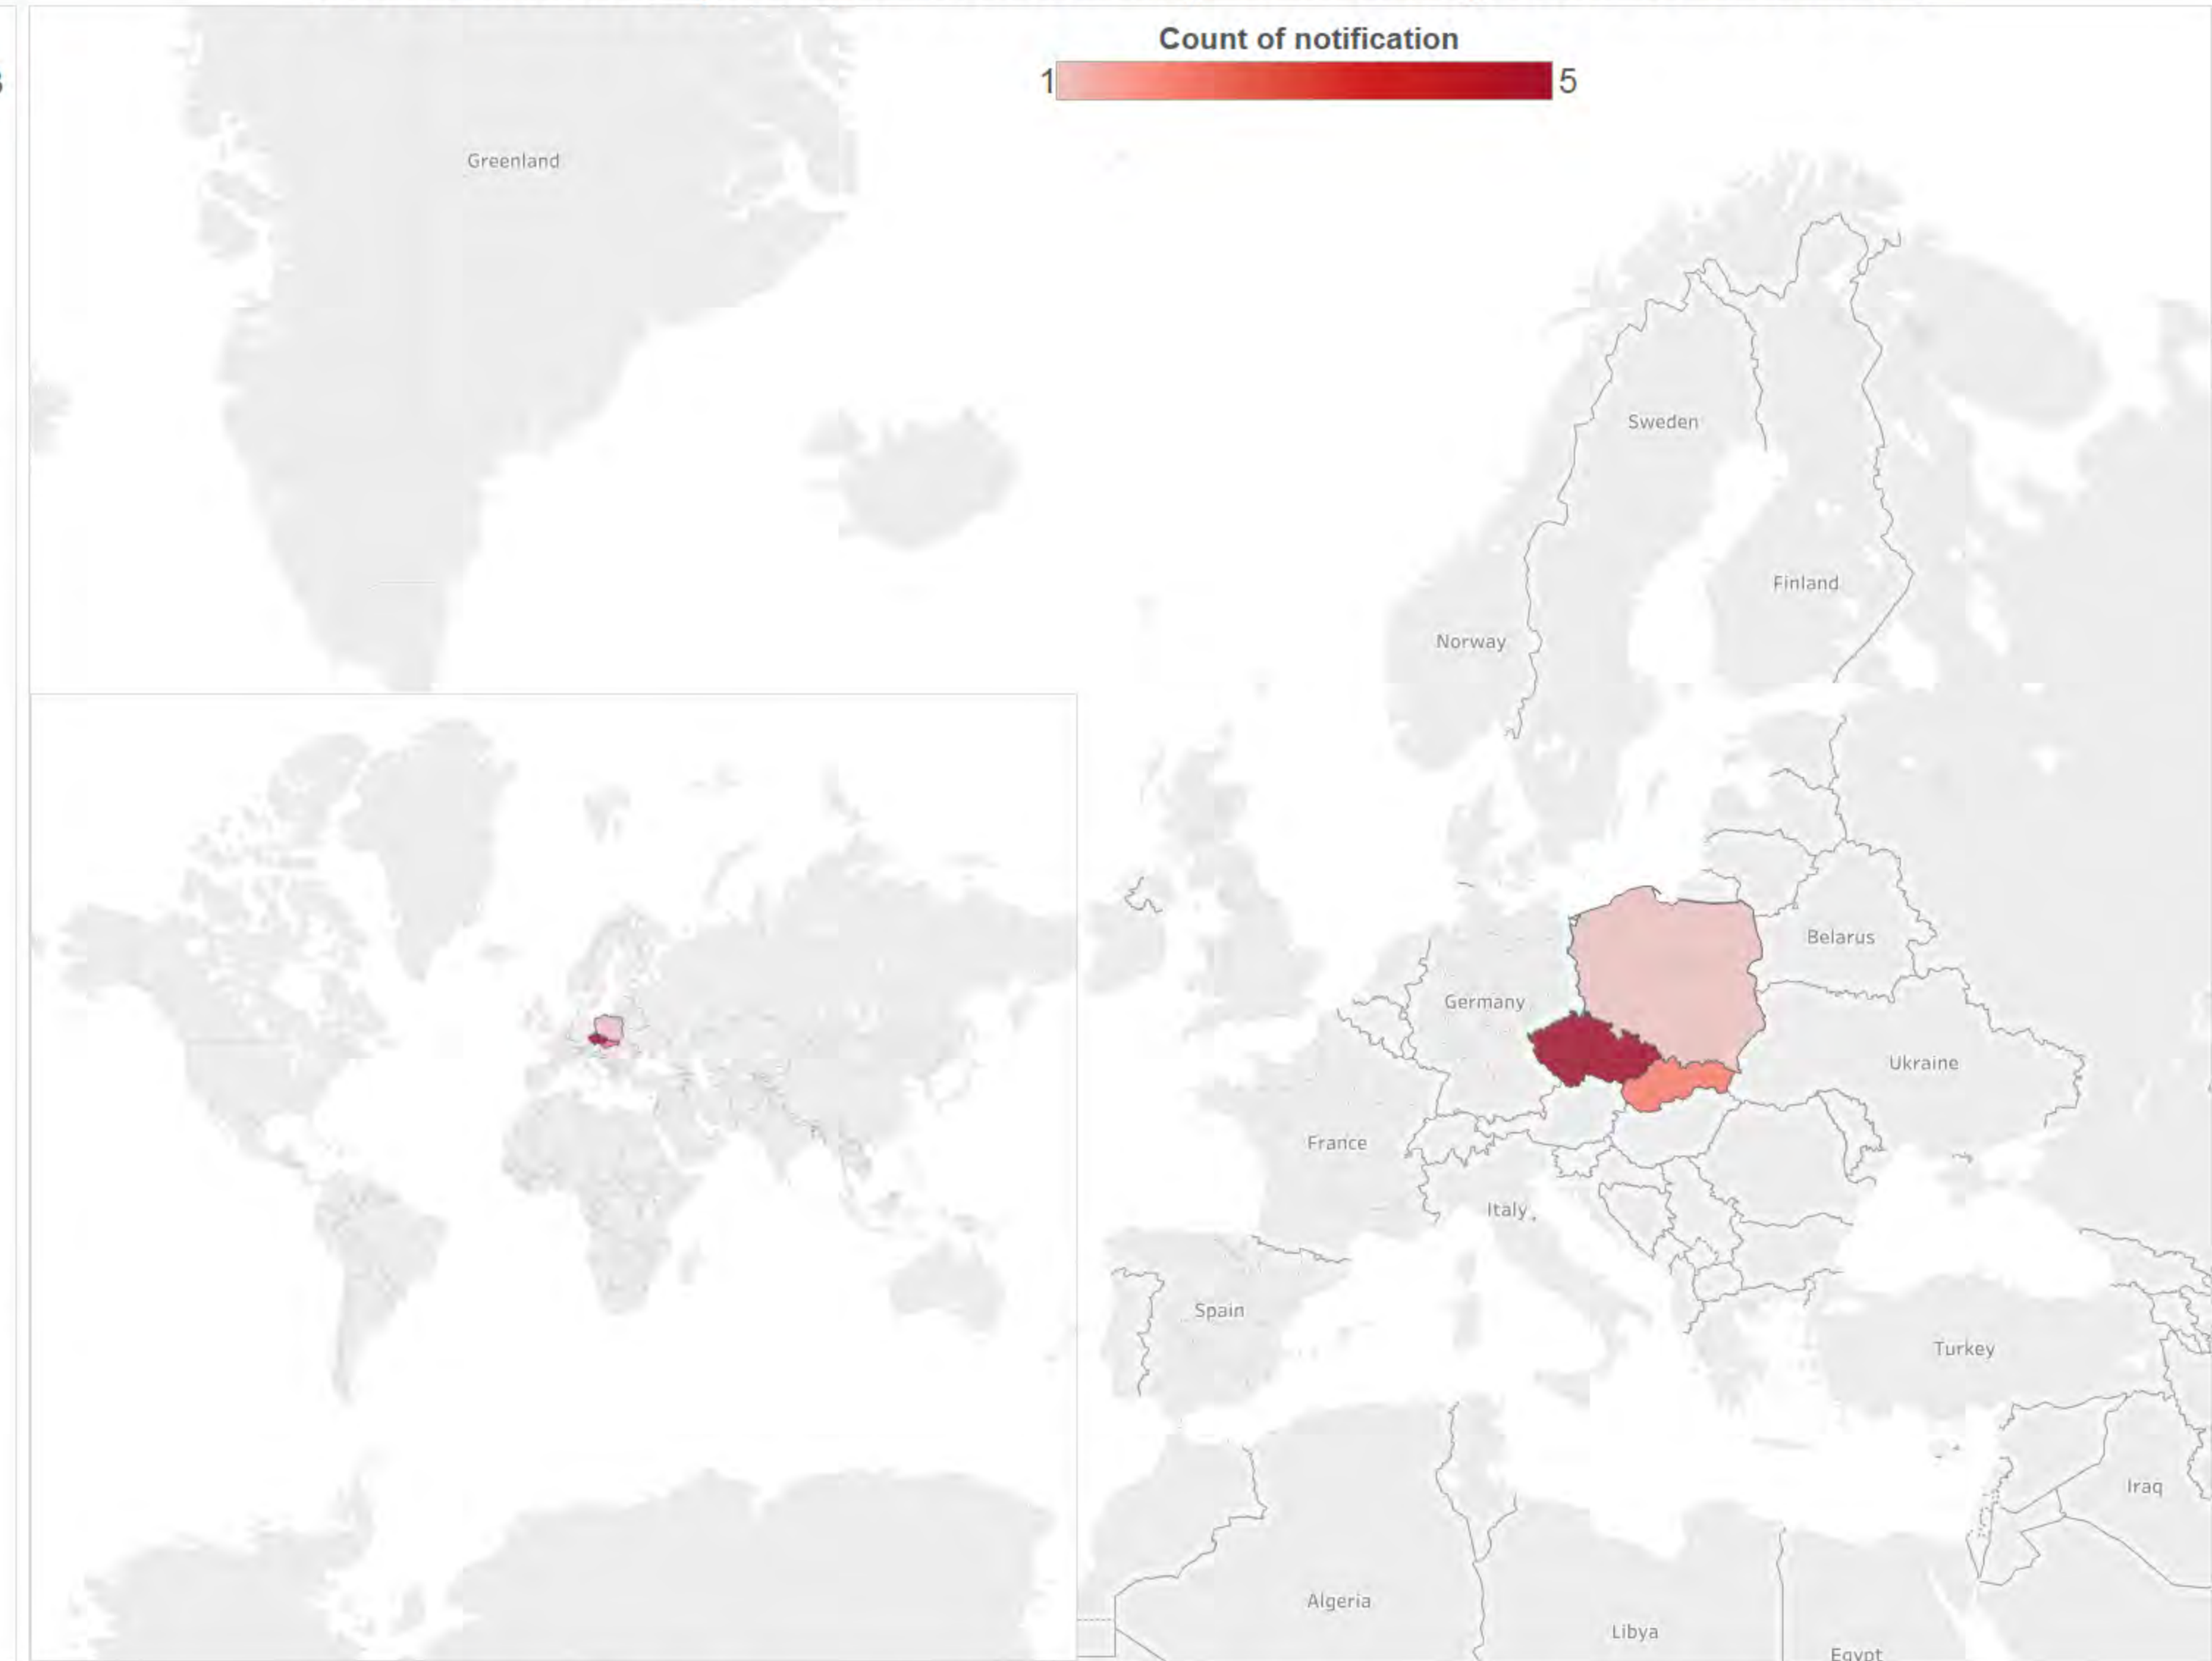 Count of notification
1 5
Greenland
Sweden
Finland
Norway
Belarus
Germany
Ukraine
France
Italy
Spain
Turkey
Iraq
Algeria
Libya
Egypt